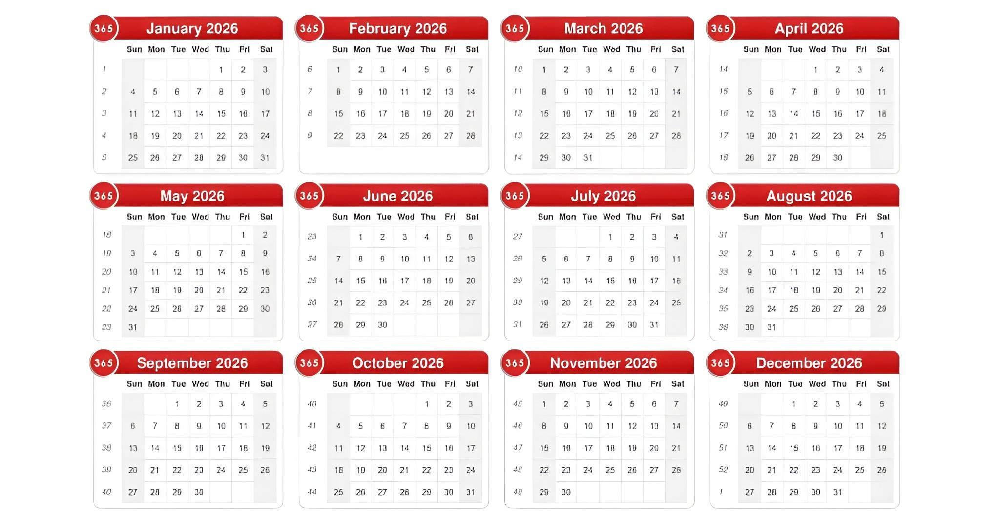 365 January 2026
Sun Mon Tue Wed Thu Fri Sat
1 1 2 3
2 4 5 6 7 8 9 10
3 11 12 13 14 15 16 17
4 18 19 20 21 22 23 24
5 25 26 27 28 29 30 31
365 February 2026
Sun Mon Tue Wed Thu Fri Sat
6 1 2 3 4 5 6 7
7 8 9 10 11 12 13 14
8 15 16 17 18 19 20 21
9 22 23 24 25 26 27 28
365 March 2026
Sun Mon Tue Wed Thu Fri Sat
10 1 2 3 4 5 6 7
11 8 9 10 11 12 13 14
12 15 16 17 18 19 20 21
13 22 23 24 25 26 27 28
14 29 30 31
365 April 2026
Sun Mon Tue Wed Thu Fri Sat
14 1 2 3 4
15 5 6 7 8 9 10 11
16 12 13 14 15 16 17 18
17 19 20 21 22 23 24 25
18 26 27 28 29 30
365 May 2026
Sun Mon Tue Wed Thu Fri Sat
18 1 2
19 3 4 5 6 7 8 9
20 10 11 12 13 14 15 16
21 17 18 19 20 21 22 23
22 24 25 26 27 28 29 30
23 31
365 June 2026
Sun Mon Tue Wed Thu Fri Sat
23 1 2 3 4 5 6
24 7 8 9 10 11 12 13
25 14 15 16 17 18 19 20
26 21 22 23 24 25 26 27
27 28 29 30
365 July 2026
Sun Mon Tue Wed Thu Fri Sat
27 1 2 3 4
28 5 6 7 8 9 10 11
29 12 13 14 15 16 17 18
30 19 20 21 22 23 24 25
31 26 27 28 29 30 31
365 August 2026
Sun Mon Tue Wed Thu Fri Sat
31 1
32 2 3 4 5 6 7 8
33 9 10 11 12 13 14 15
34 16 17 18 19 20 21 22
35 23 24 25 26 27 28 29
36 30 31
365 September 2026
Sun Mon Tue Wed Thu Fri Sat
36 1 2 3 4 5
37 6 7 8 9 10 11 12
38 13 14 15 16 17 18 19
39 20 21 22 23 24 25 26
40 27 28 29 30
365 October 2026
Sun Mon Tue Wed Thu Fri Sat
40 1 2 3
41 4 5 6 7 8 9 10
42 11 12 13 14 15 16 17
43 18 19 20 21 22 23 24
44 25 26 27 28 29 30 31
365 November 2026
Sun Mon Tue Wed Thu Fri Sat
45 1 2 3 4 5 6 7
46 8 9 10 11 12 13 14
47 15 16 17 18 19 20 21
48 22 23 24 25 26 27 28
49 29 30
365 December 2026
Sun Mon Tue Wed Thu Fri Sat
49 1 2 3 4 5
50 6 7 8 9 10 11 12
51 13 14 15 16 17 18 19
52 20 21 22 23 24 25 26
1 27 28 29 30 31